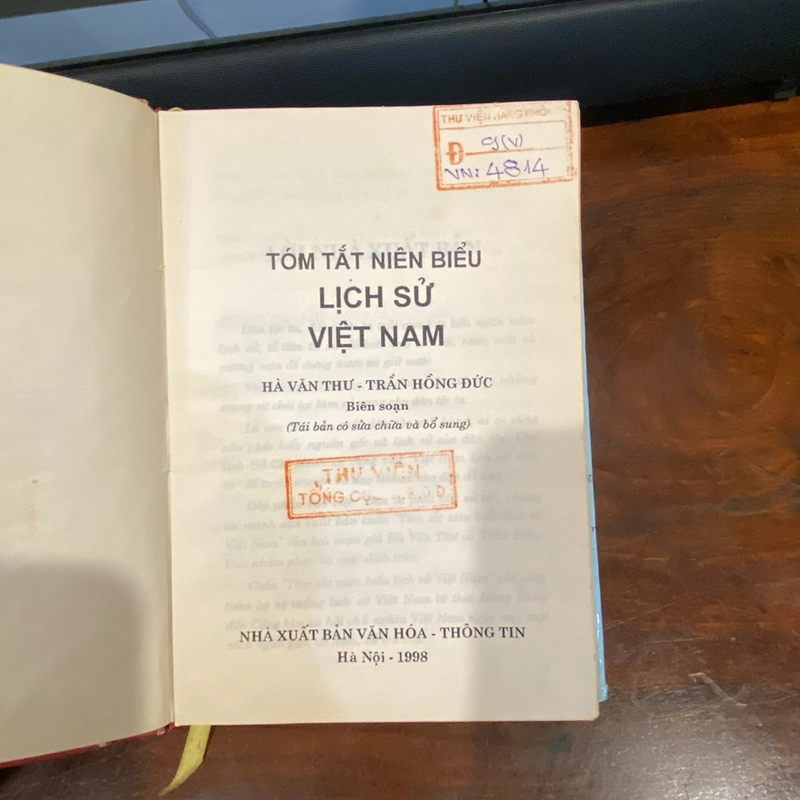 THƯ VIỆN HÀNG KHÔN
Đ 9(V)
VN: 4814
TÓM TẮT NIÊN BIỂU
LỊCH SỬ
VIỆT NAM
HÀ VĂN THƯ - TRẦN HỒNG ĐỨC
Biên soạn
(Tái bản có sửa chữa và bổ sung)
THƯ VIỆN
TỔNG CỤC
NHÀ XUẤT BẢN VĂN HÓA - THÔNG TIN
Hà Nội - 1998